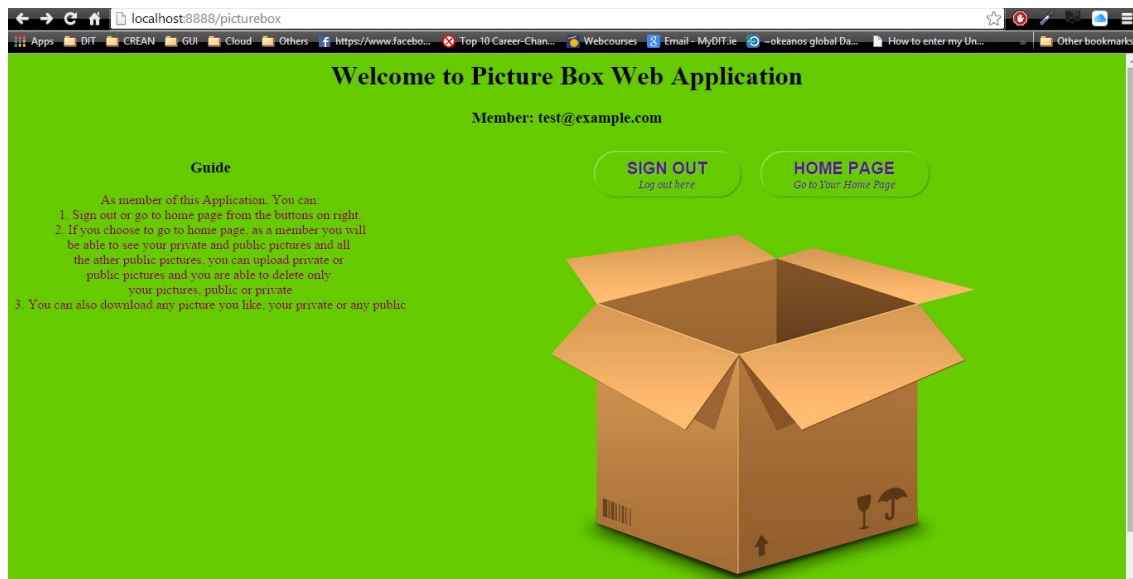 localhost:8888/picturebox
Apps DIT CREAN GUI Cloud Others https://www.facebo... Top 10 Career-Chan... Webcourses Email - MyDIT.ie ~okeanos global Da... How to enter my Un... » Other bookmarks
Welcome to Picture Box Web Application
Member: test@example.com
Guide
As member of this Application, You can:
1. Sign out or go to home page from the buttons on right.
2. If you choose to go to home page, as a member you will
be able to see your private and public pictures and all
the ather public pictures, you can upload private or
public pictures and you are able to delete only
your pictures, public or private
3. You can also download any picture you like, your private or any public
SIGN OUT
Log out here
HOME PAGE
Go to Your Home Page